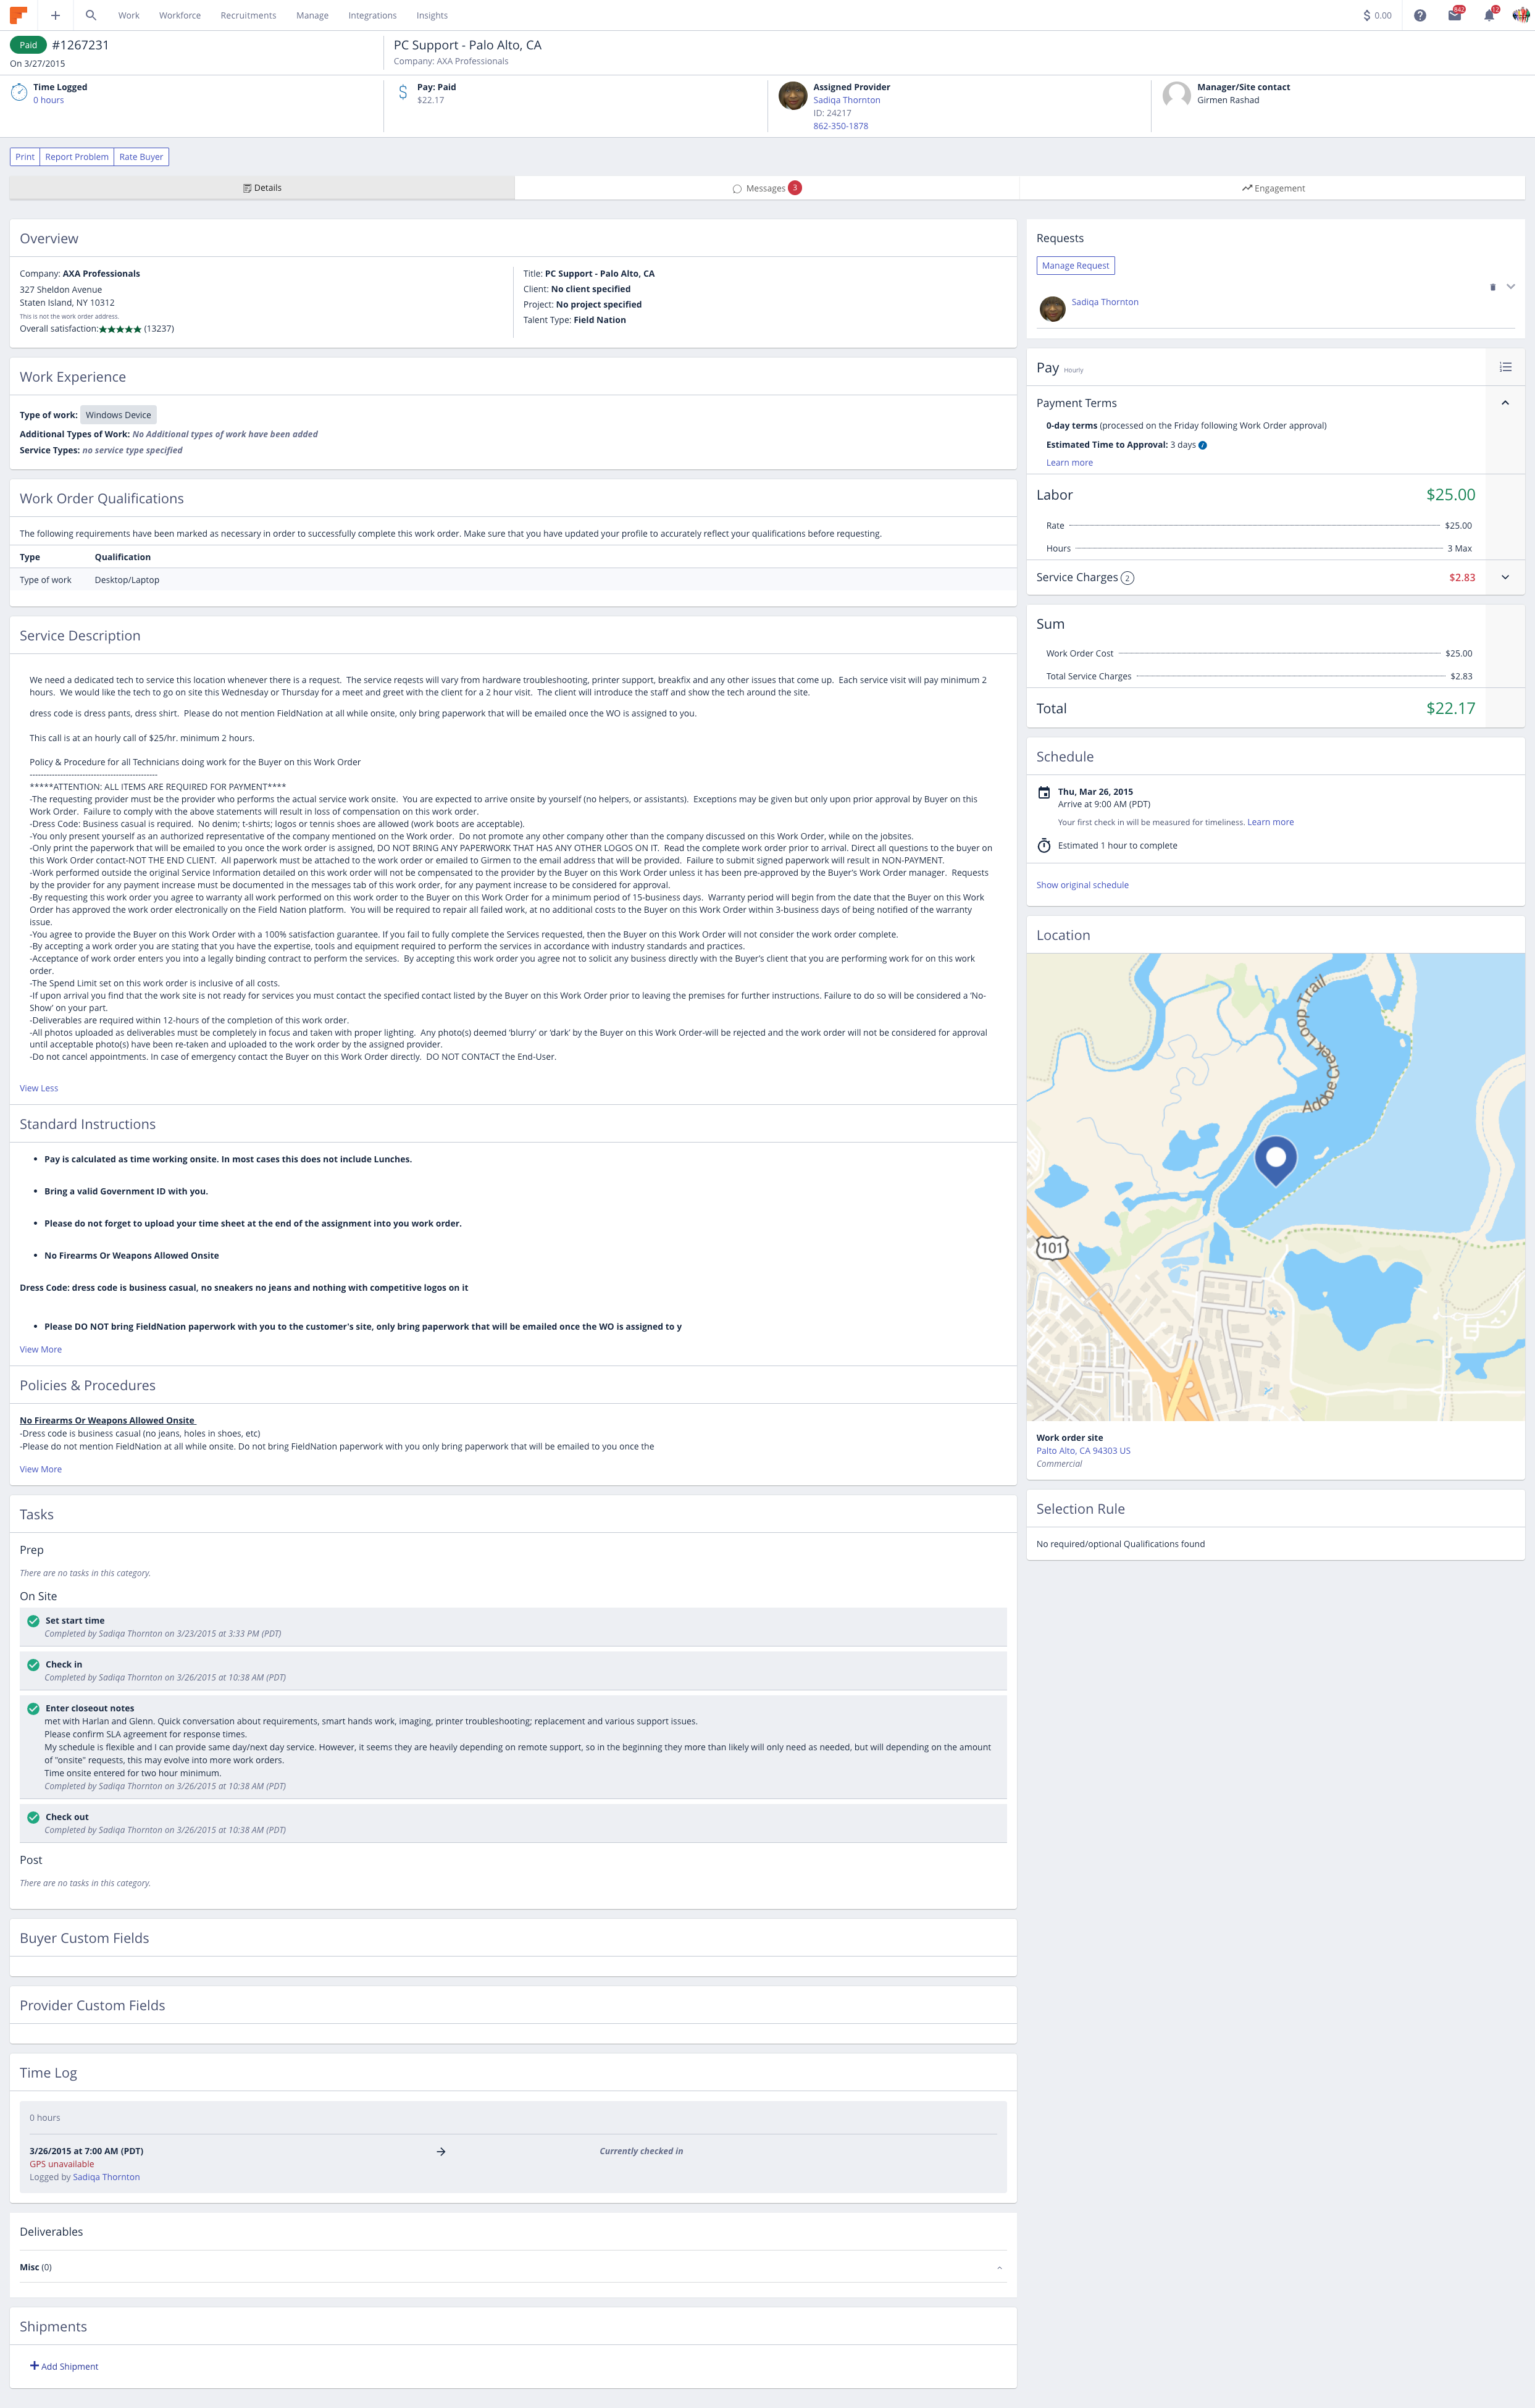 Work Workforce Recruitments Manage Integrations Insights
$ 0.00
842
12
Paid #1267231
On 3/27/2015
PC Support - Palo Alto, CA
Company: AXA Professionals
Time Logged
0 hours
Pay: Paid
$22.17
Assigned Provider
Sadiqa Thornton
ID: 24217
862-350-1878
Manager/Site contact
Girmen Rashad
Print Report Problem Rate Buyer
Details
Messages 3
Engagement
Overview
Company: AXA Professionals
327 Sheldon Avenue
Staten Island, NY 10312
This is not the work order address.
Overall satisfaction:★★★★★ (13237)
Title: PC Support - Palo Alto, CA
Client: No client specified
Project: No project specified
Talent Type: Field Nation
Work Experience
Type of work: Windows Device
Additional Types of Work: No Additional types of work have been added
Service Types: no service type specified
Work Order Qualifications
The following requirements have been marked as necessary in order to successfully complete this work order. Make sure that you have updated your profile to accurately reflect your qualifications before requesting.
Type Qualification
Type of work Desktop/Laptop
Service Description
We need a dedicated tech to service this location whenever there is a request. The service reqests will vary from hardware troubleshooting, printer support, breakfix and any other issues that come up. Each service visit will pay minimum 2
hours. We would like the tech to go on site this Wednesday or Thursday for a meet and greet with the client for a 2 hour visit. The client will introduce the staff and show the tech around the site.
dress code is dress pants, dress shirt. Please do not mention FieldNation at all while onsite, only bring paperwork that will be emailed once the WO is assigned to you.
This call is at an hourly call of $25/hr. minimum 2 hours.
Policy & Procedure for all Technicians doing work for the Buyer on this Work Order
-----------------------------------------------
*****ATTENTION: ALL ITEMS ARE REQUIRED FOR PAYMENT****
-The requesting provider must be the provider who performs the actual service work onsite. You are expected to arrive onsite by yourself (no helpers, or assistants). Exceptions may be given but only upon prior approval by Buyer on this
Work Order. Failure to comply with the above statements will result in loss of compensation on this work order.
-Dress Code: Business casual is required. No denim; t-shirts; logos or tennis shoes are allowed (work boots are acceptable).
-You only present yourself as an authorized representative of the company mentioned on the Work order. Do not promote any other company other than the company discussed on this Work Order, while on the jobsites.
-Only print the paperwork that will be emailed to you once the work order is assigned, DO NOT BRING ANY PAPERWORK THAT HAS ANY OTHER LOGOS ON IT. Read the complete work order prior to arrival. Direct all questions to the buyer on
this Work Order contact-NOT THE END CLIENT. All paperwork must be attached to the work order or emailed to Girmen to the email address that will be provided. Failure to submit signed paperwork will result in NON-PAYMENT.
-Work performed outside the original Service Information detailed on this work order will not be compensated to the provider by the Buyer on this Work Order unless it has been pre-approved by the Buyer's Work Order manager. Requests
by the provider for any payment increase must be documented in the messages tab of this work order, for any payment increase to be considered for approval.
-By requesting this work order you agree to warranty all work performed on this work order to the Buyer on this Work Order for a minimum period of 15-business days. Warranty period will begin from the date that the Buyer on this Work
Order has approved the work order electronically on the Field Nation platform. You will be required to repair all failed work, at no additional costs to the Buyer on this Work Order within 3-business days of being notified of the warranty
issue.
-You agree to provide the Buyer on this Work Order with a 100% satisfaction guarantee. If you fail to fully complete the Services requested, then the Buyer on this Work Order will not consider the work order complete.
-By accepting a work order you are stating that you have the expertise, tools and equipment required to perform the services in accordance with industry standards and practices.
-Acceptance of work order enters you into a legally binding contract to perform the services. By accepting this work order you agree not to solicit any business directly with the Buyer's client that you are performing work for on this work
order.
-The Spend Limit set on this work order is inclusive of all costs.
-If upon arrival you find that the work site is not ready for services you must contact the specified contact listed by the Buyer on this Work Order prior to leaving the premises for further instructions. Failure to do so will be considered a 'No-
Show' on your part.
-Deliverables are required within 12-hours of the completion of this work order.
-All photos uploaded as deliverables must be completely in focus and taken with proper lighting. Any photo(s) deemed 'blurry' or 'dark' by the Buyer on this Work Order-will be rejected and the work order will not be considered for approval
until acceptable photo(s) have been re-taken and uploaded to the work order by the assigned provider.
-Do not cancel appointments. In case of emergency contact the Buyer on this Work Order directly. DO NOT CONTACT the End-User.
View Less
Standard Instructions
• Pay is calculated as time working onsite. In most cases this does not include Lunches.
• Bring a valid Government ID with you.
• Please do not forget to upload your time sheet at the end of the assignment into you work order.
• No Firearms Or Weapons Allowed Onsite
Dress Code: dress code is business casual, no sneakers no jeans and nothing with competitive logos on it
• Please DO NOT bring FieldNation paperwork with you to the customer's site, only bring paperwork that will be emailed once the WO is assigned to y
View More
Policies & Procedures
No Firearms Or Weapons Allowed Onsite
-Dress code is business casual (no jeans, holes in shoes, etc)
-Please do not mention FieldNation at all while onsite. Do not bring FieldNation paperwork with you only bring paperwork that will be emailed to you once the
View More
Tasks
Prep
There are no tasks in this category.
On Site
Set start time
Completed by Sadiqa Thornton on 3/23/2015 at 3:33 PM (PDT)
Check in
Completed by Sadiqa Thornton on 3/26/2015 at 10:38 AM (PDT)
Enter closeout notes
met with Harlan and Glenn. Quick conversation about requirements, smart hands work, imaging, printer troubleshooting; replacement and various support issues.
Please confirm SLA agreement for response times.
My schedule is flexible and I can provide same day/next day service. However, it seems they are heavily depending on remote support, so in the beginning they more than likely will only need as needed, but will depending on the amount
of "onsite" requests, this may evolve into more work orders.
Time onsite entered for two hour minimum.
Completed by Sadiqa Thornton on 3/26/2015 at 10:38 AM (PDT)
Check out
Completed by Sadiqa Thornton on 3/26/2015 at 10:38 AM (PDT)
Post
There are no tasks in this category.
Buyer Custom Fields
Provider Custom Fields
Time Log
0 hours
3/26/2015 at 7:00 AM (PDT) → Currently checked in
GPS unavailable
Logged by Sadiqa Thornton
Deliverables
Misc (0)
Shipments
+ Add Shipment
Requests
Manage Request
Sadiqa Thornton
Pay Hourly
Payment Terms
0-day terms (processed on the Friday following Work Order approval)
Estimated Time to Approval: 3 days
Learn more
Labor $25.00
Rate $25.00
Hours 3 Max
Service Charges 2 $2.83
Sum
Work Order Cost $25.00
Total Service Charges $2.83
Total $22.17
Schedule
Thu, Mar 26, 2015
Arrive at 9:00 AM (PDT)
Your first check in will be measured for timeliness. Learn more
Estimated 1 hour to complete
Show original schedule
Location
Adobe Creek Loop Trail
101
Work order site
Palto Alto, CA 94303 US
Commercial
Selection Rule
No required/optional Qualifications found